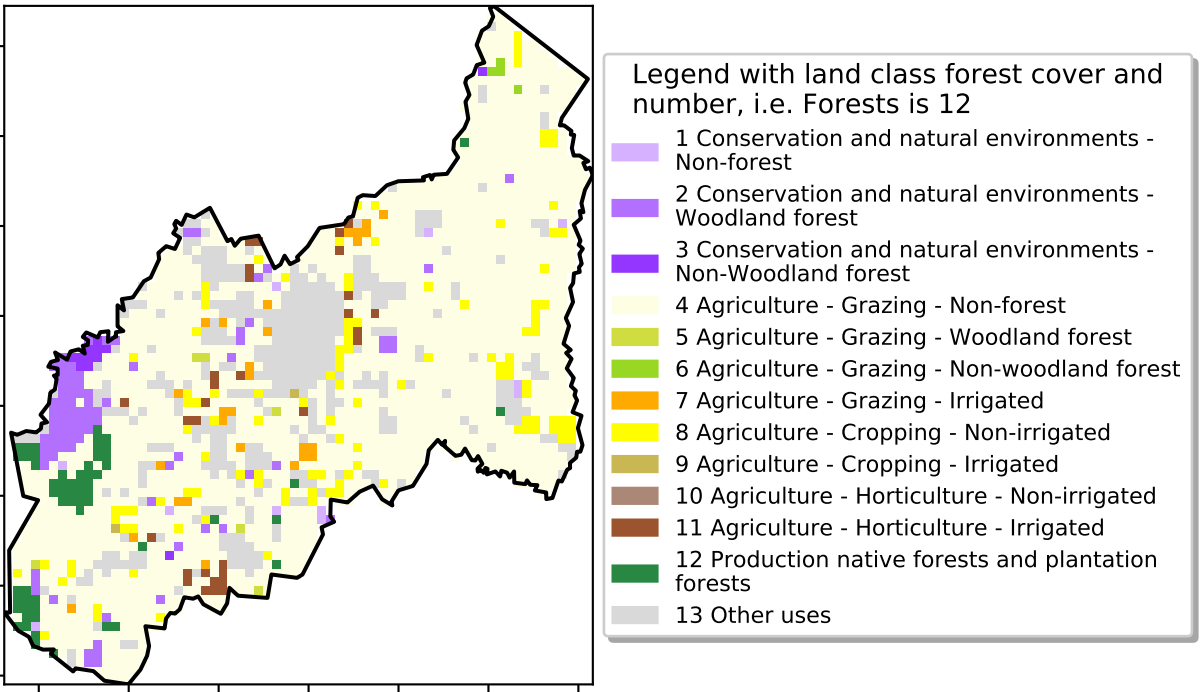 Legend with land class forest cover and
number, i.e. Forests is 12
1 Conservation and natural environments -
Non-forest
2 Conservation and natural environments -
Woodland forest
3 Conservation and natural environments -
Non-Woodland forest
4 Agriculture - Grazing - Non-forest
5 Agriculture - Grazing - Woodland forest
6 Agriculture - Grazing - Non-woodland forest
7 Agriculture - Grazing - Irrigated
8 Agriculture - Cropping - Non-irrigated
9 Agriculture - Cropping - Irrigated
10 Agriculture - Horticulture - Non-irrigated
11 Agriculture - Horticulture - Irrigated
12 Production native forests and plantation
forests
13 Other uses